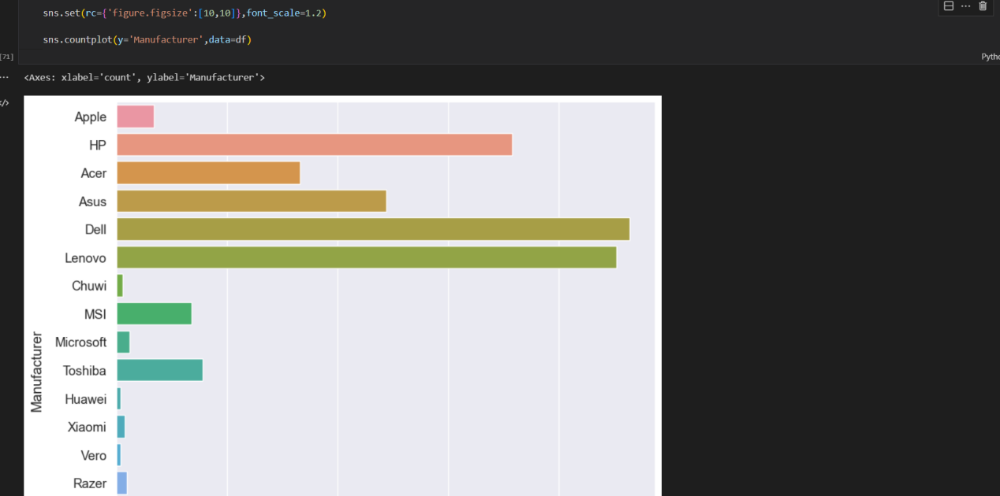 sns.set(rc={'figure.figsize':[10,10]},font_scale=1.2)
sns.countplot(y='Manufacturer',data=df)
[71]
Pytho
<Axes: xlabel='count', ylabel='Manufacturer'>
Apple
HP
Acer
Asus
Dell
Lenovo
Chuwi
MSI
Microsoft
Toshiba
Huawei
Xiaomi
Vero
Razer
Manufacturer